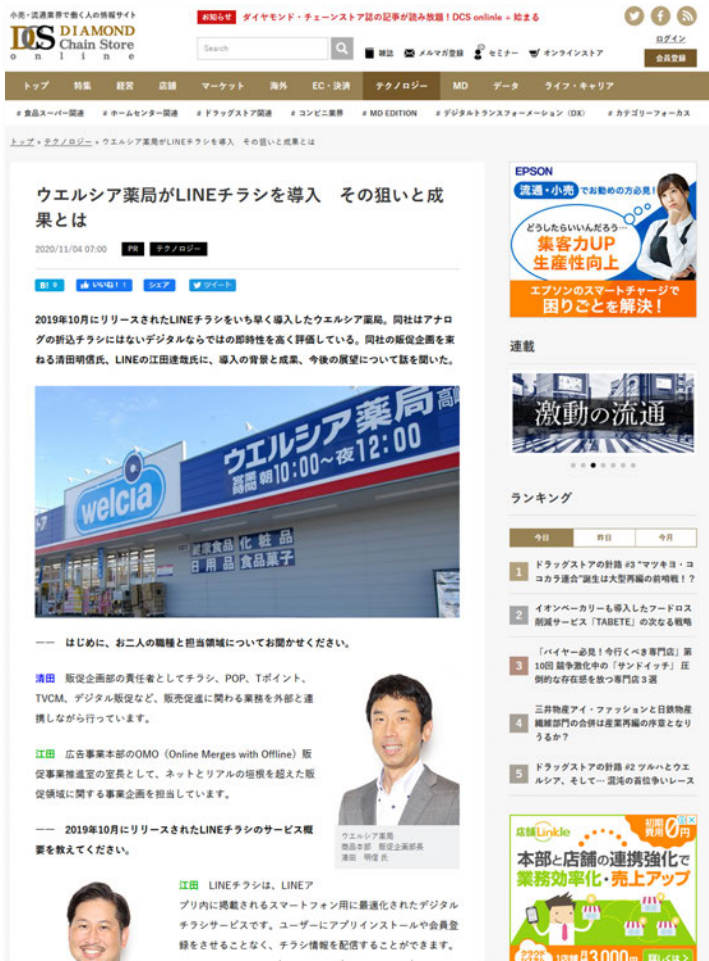 小売・流通業界で働く人の情報サイト
DCS DIAMOND
Chain Store
online
お知らせ ダイヤモンド・チェーンストア誌の記事が読み放題！DCS onlinle + 始まる
Search
雑誌 メルマガ登録 セミナー オンラインストア
ログイン
会員登録
トップ 特集 経営 店舗 マーケット 海外 EC・決済 テクノロジー MD データ ライフ・キャリア
# 食品スーパー関連 # ホームセンター関連 # ドラッグストア関連 # コンビニ業界 # MD EDITION # デジタルトランスフォーメーション（DX） # カテゴリーフォーカス
トップ » テクノロジー » ウエルシア薬局がLINEチラシを導入　その狙いと成果とは
ウエルシア薬局がLINEチラシを導入　その狙いと成
果とは
2020/11/04 07:00 PR テクノロジー
B! 0 いいね！ 1 シェア ツイート
2019年10月にリリースされたLINEチラシをいち早く導入したウエルシア薬局。同社はアナロ
グの折込チラシにはないデジタルならではの即時性を高く評価している。同社の販促企画を束
ねる清田明信氏、LINEの江田達哉氏に、導入の背景と成果、今後の展望について話を聞いた。
ウエルシア薬局
営業時間 朝10:00～夜12:00
welcia
健康食品 化粧品
日用品 食品菓子
―― はじめに、お二人の職種と担当領域についてお聞かせください。
清田　販促企画部の責任者としてチラシ、POP、Tポイント、
TVCM、デジタル販促など、販売促進に関わる業務を外部と連
携しながら行っています。
江田　広告事業本部のOMO（Online Merges with Offline）販
促事業推進室の室長として、ネットとリアルの垣根を超えた販
促領域に関する事業企画を担当しています。
―― 2019年10月にリリースされたLINEチラシのサービス概
要を教えてください。
ウエルシア薬局
商品本部　販促企画部長
清田　明信 氏
江田　LINEチラシは、LINEア
プリ内に掲載されるスマートフォン用に最適化されたデジタル
チラシサービスです。ユーザーにアプリインストールや会員登
録をさせることなく、チラシ情報を配信することができます。
EPSON
流通・小売でお勤めの方必見！
どうしたらいいんだろう…
集客力UP
生産性向上
エプソンのスマートチャージで
困りごとを解決！
連載
激動の流通
ランキング
今日 昨日 今月
1 ドラッグストアの針路 #3 “マツキヨ・コ
コカラ連合”誕生は大型再編の前哨戦！？
2 イオンベーカリーも導入したフードロス
削減サービス「TABETE」の次なる戦略
3 「バイヤー必見！今行くべき専門店」第
10回 競争激化中の「サンドイッチ」 圧
倒的な存在感を放つ専門店３選
4 三井物産アイ・ファッションと日鉄物産
繊維部門の合併は産業再編の序章となり
うるか？
5 ドラッグストアの針路 #2 ツルハとウエ
ルシア、そして… 混沌の首位争いレース
店舗Linkle
初期費用0円
本部と店舗の連携強化で
業務効率化・売上アップ
1店舗 3,000円 詳しくは >